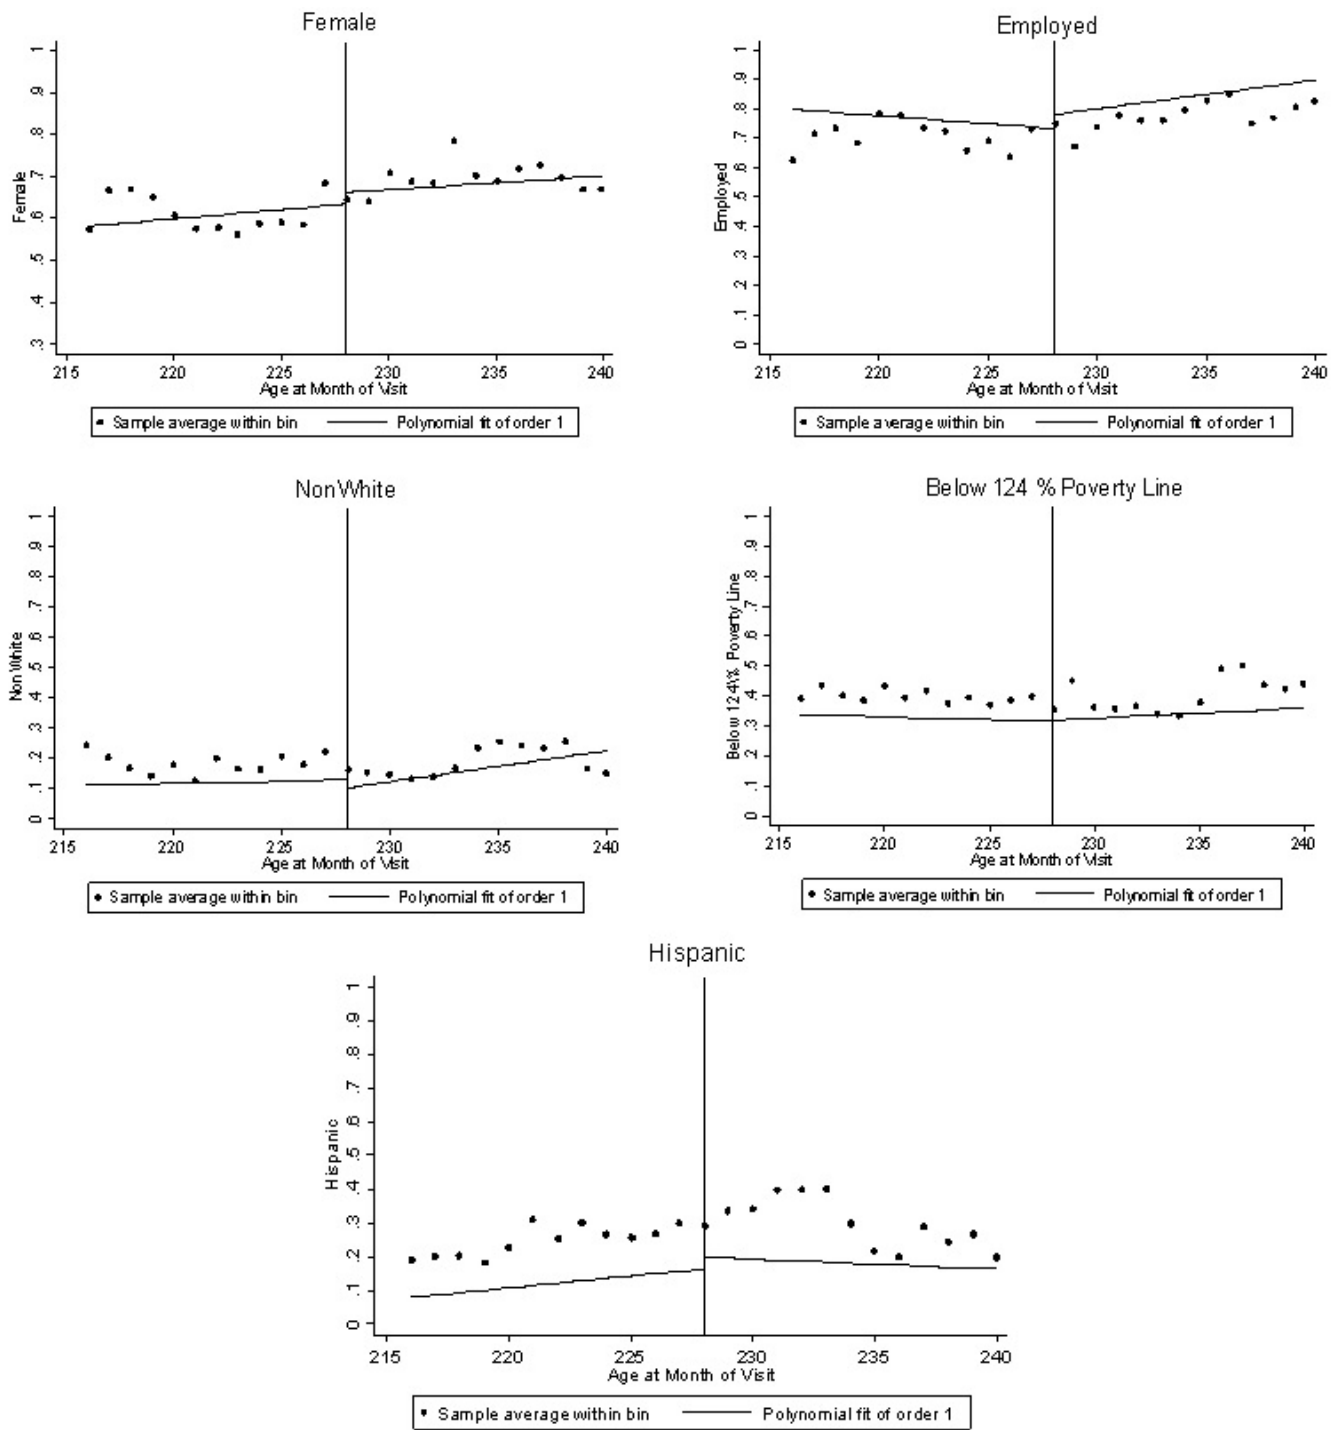 Female
1
.9
.8
.7
.6
.5
.4
.3
Female
215 220 225 230 235 240
Age at Month of Visit
Sample average within bin Polynomial fit of order 1
Employed
1
.9
.8
.7
.6
.5
.4
.3
.2
.1
0
Employed
215 220 225 230 235 240
Age at Month of Visit
Sample average within bin Polynomial fit of order 1
NonWhite
1
.9
.8
.7
.6
.5
.4
.3
.2
.1
0
NonWhite
215 220 225 230 235 240
Age at Month of Visit
Sample average within bin Polynomial fit of order 1
Below 124 % Poverty Line
1
.9
.8
.7
.6
.5
.4
.3
.2
.1
0
Below 124\% Poverty Line
215 220 225 230 235 240
Age at Month of Visit
Sample average within bin Polynomial fit of order 1
Hispanic
1
.9
.8
.7
.6
.5
.4
.3
.2
.1
0
Hispanic
215 220 225 230 235 240
Age at Month of Visit
Sample average within bin Polynomial fit of order 1